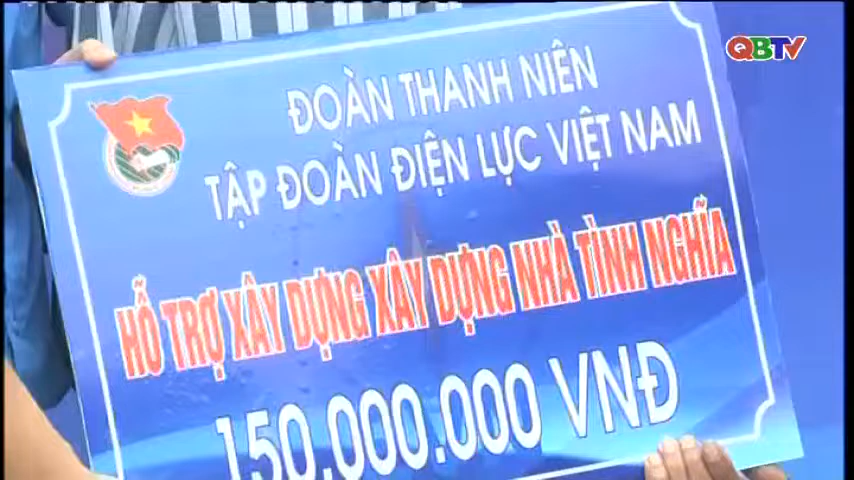 QBTV
ĐOÀN THANH NIÊN
TẬP ĐOÀN ĐIỆN LỰC VIỆT NAM
HỖ TRỢ XÂY DỰNG XÂY DỰNG NHÀ TÌNH NGHĨA
150.000.000 VNĐ